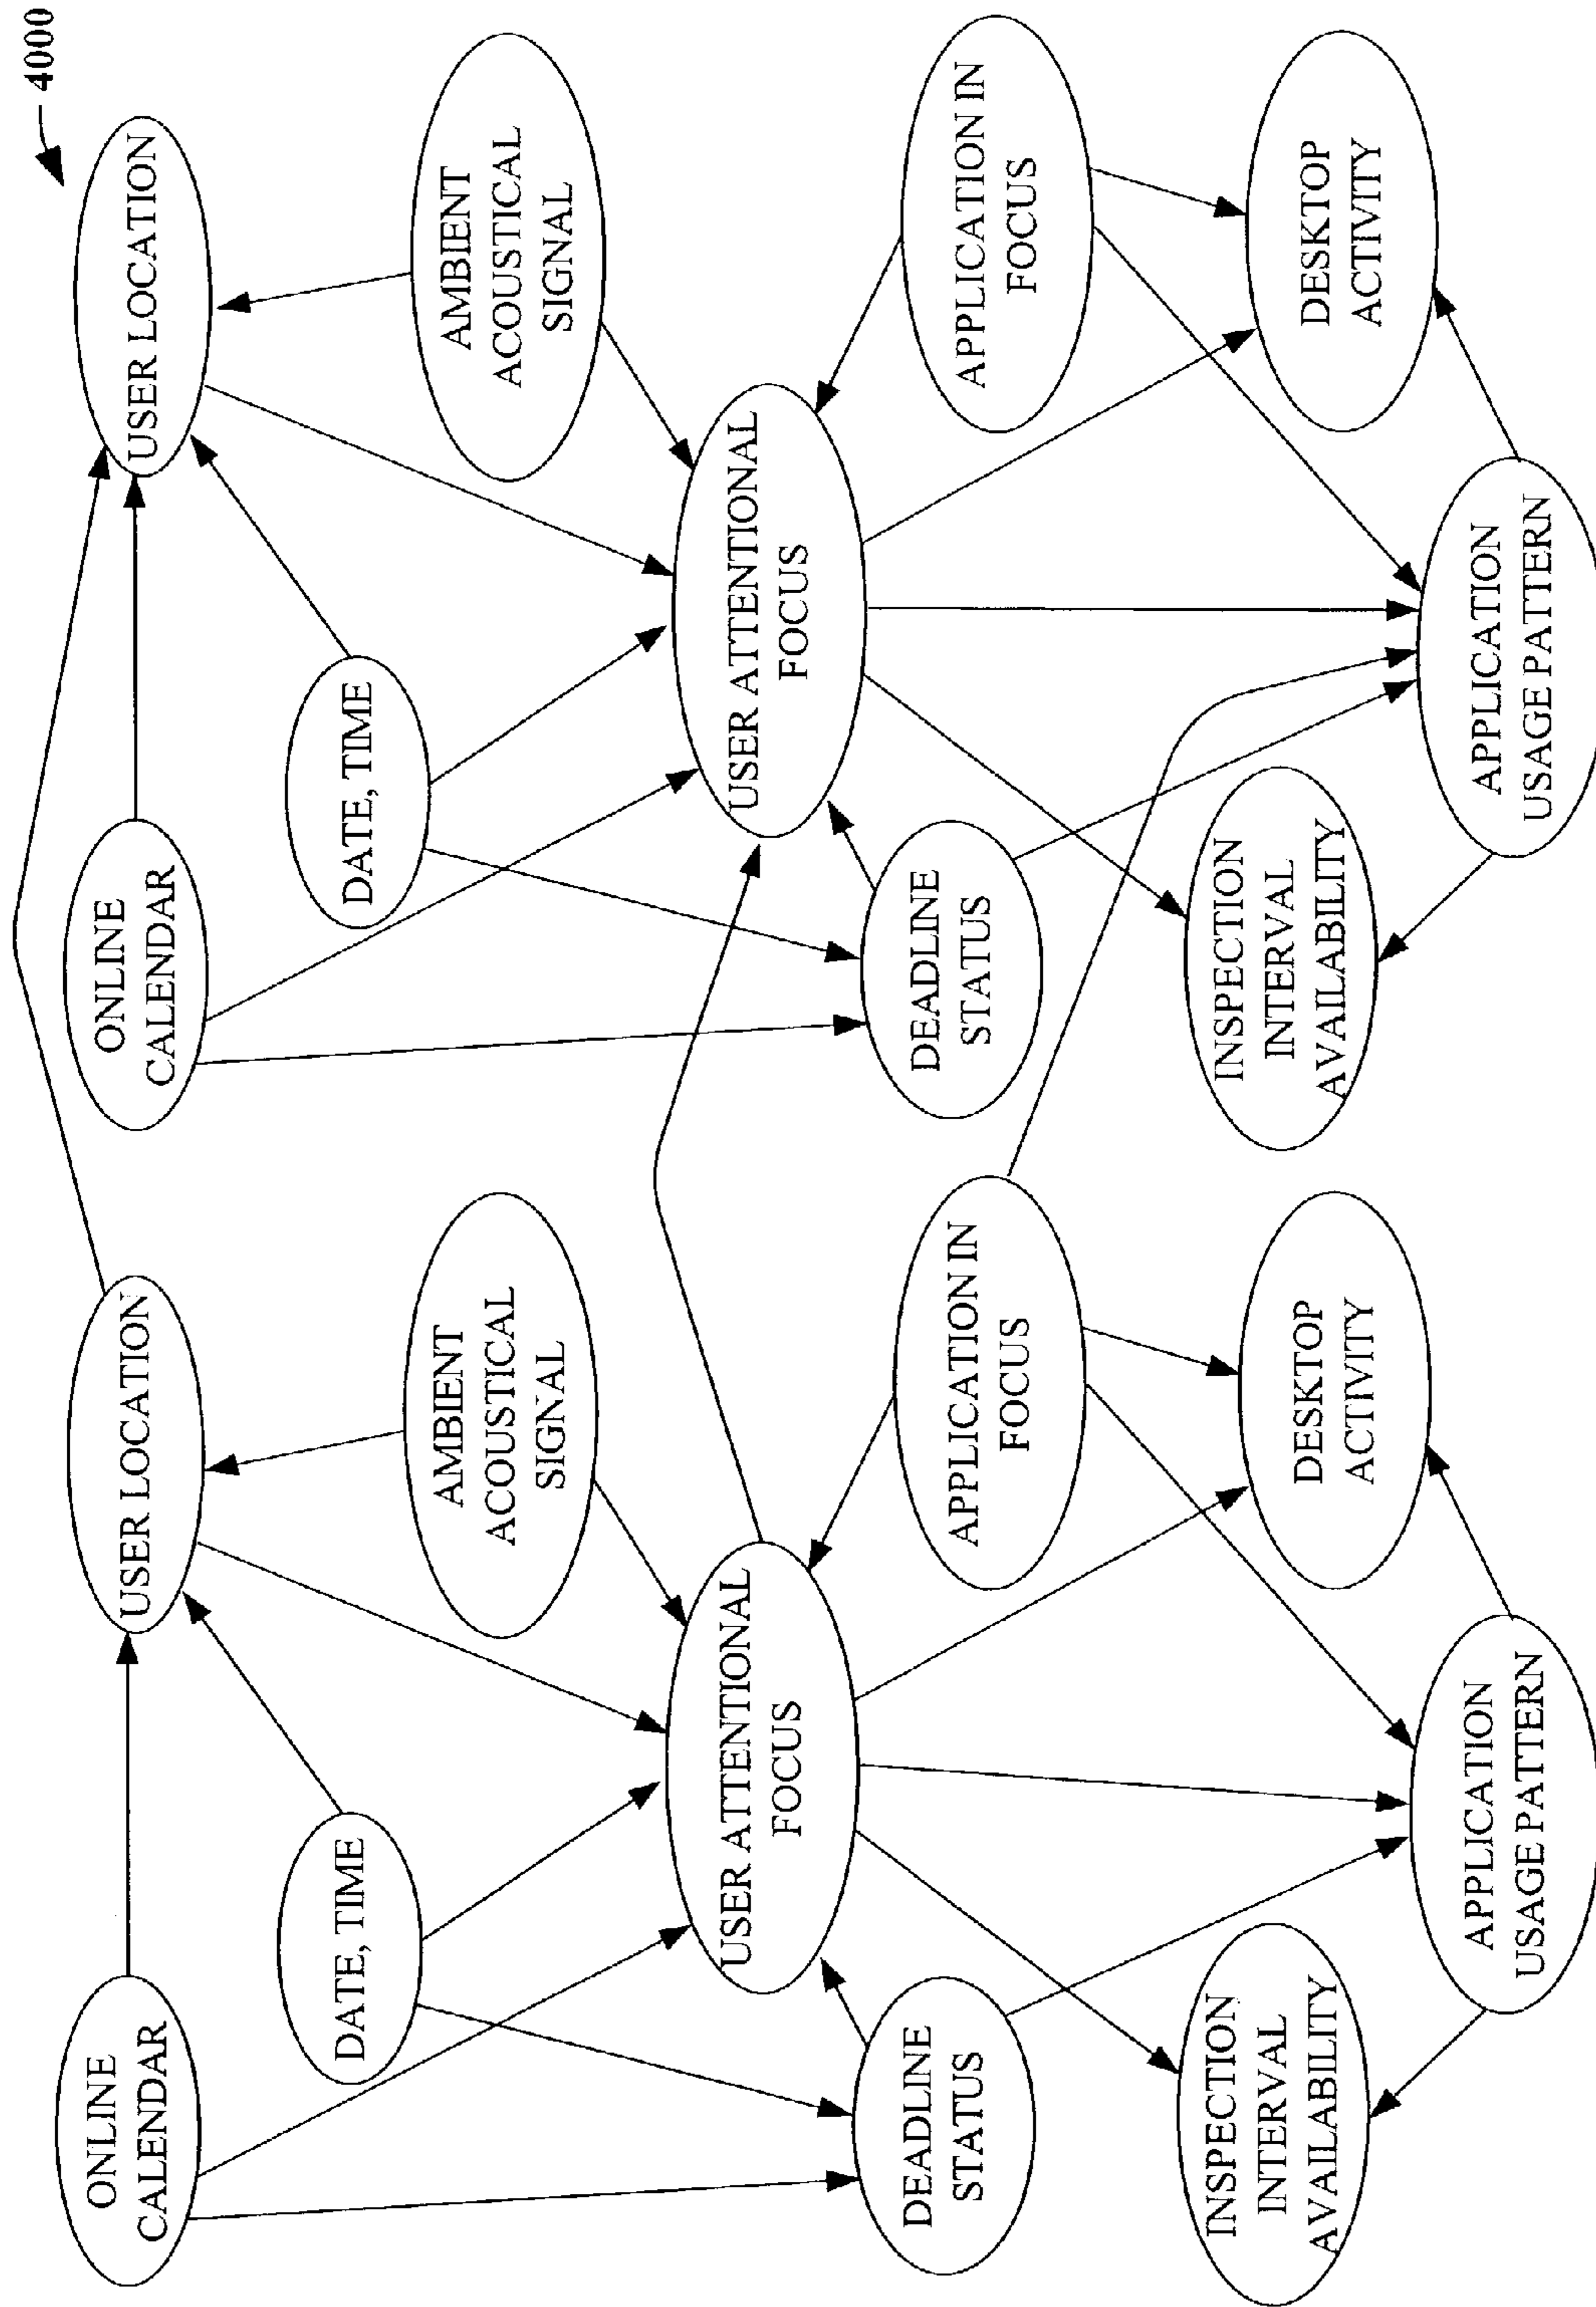 4000
ONLINE
CALENDAR
USER LOCATION
DATE, TIME
AMBIENT
ACOUSTICAL
SIGNAL
USER ATTENTIONAL
FOCUS
DEADLINE
STATUS
APPLICATION IN
FOCUS
INSPECTION
INTERVAL
AVAILABILITY
DESKTOP
ACTIVITY
APPLICATION
USAGE PATTERN
ONLINE
CALENDAR
USER LOCATION
DATE, TIME
AMBIENT
ACOUSTICAL
SIGNAL
USER ATTENTIONAL
FOCUS
DEADLINE
STATUS
APPLICATION IN
FOCUS
INSPECTION
INTERVAL
AVAILABILITY
DESKTOP
ACTIVITY
APPLICATION
USAGE PATTERN